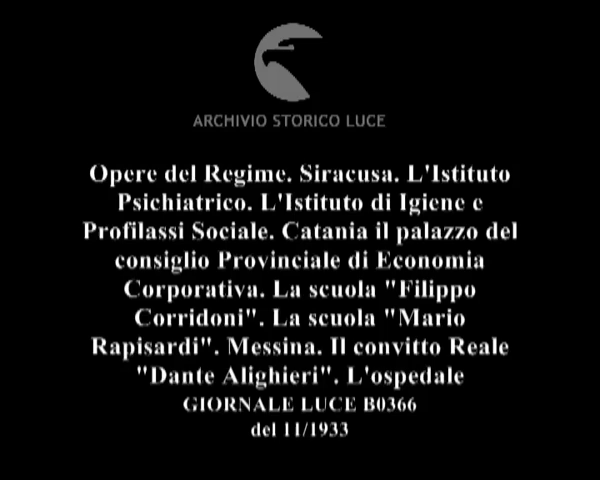 ARCHIVIO STORICO LUCE
Opere del Regime. Siracusa. L'Istituto
Psichiatrico. L'Istituto di Igiene e
Profilassi Sociale. Catania il palazzo del
consiglio Provinciale di Economia
Corporativa. La scuola "Filippo
Corridoni". La scuola "Mario
Rapisardi". Messina. Il convitto Reale
"Dante Alighieri". L'ospedale
GIORNALE LUCE B0366
del 11/1933